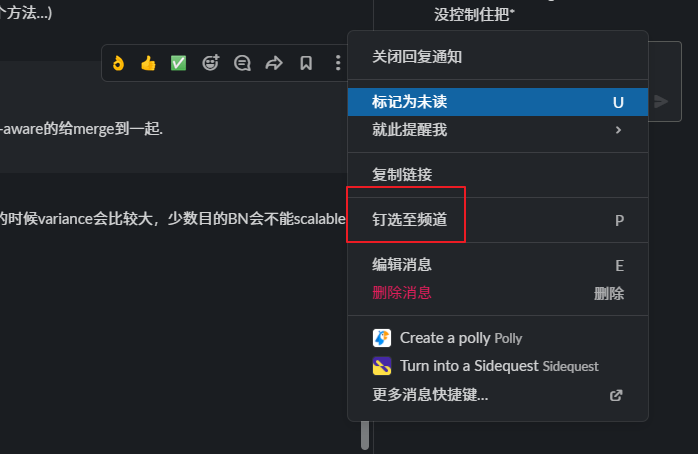 个方法...)
没控制住把*
关闭回复通知
标记为未读 U
就此提醒我
-aware的给merge到一起.
复制链接
的时候variance会比较大，少数目的BN会不能scalable
钉选至频道 P
编辑消息 E
删除消息 删除
Create a polly Polly
Turn into a Sidequest Sidequest
更多消息快捷键...